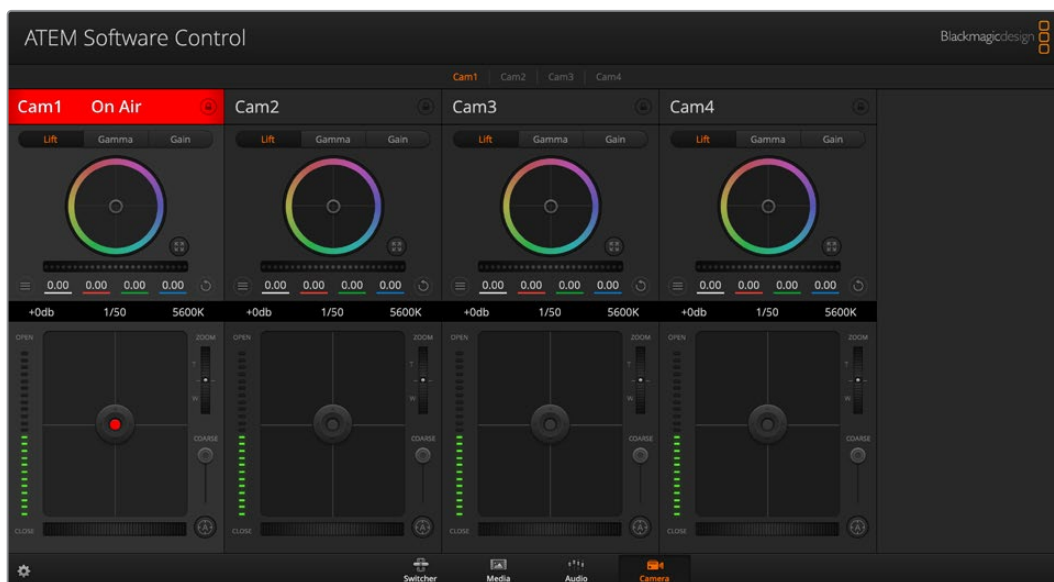 ATEM Software Control
Blackmagicdesign
Cam1 Cam2 Cam3 Cam4
Cam1 On Air Cam2 Cam3 Cam4
Lift Gamma Gain Lift Gamma Gain Lift Gamma Gain Lift Gamma Gain
0.00 0.00 0.00 0.00 0.00 0.00 0.00 0.00 0.00 0.00 0.00 0.00 0.00 0.00 0.00 0.00
+0db 1/50 5600K +0db 1/50 5600K +0db 1/50 5600K +0db 1/50 5600K
OPEN ZOOM OPEN ZOOM OPEN ZOOM OPEN ZOOM
T T T T
W W W W
COARSE COARSE COARSE COARSE
CLOSE A CLOSE A CLOSE A CLOSE A
Switcher Media Audio Camera